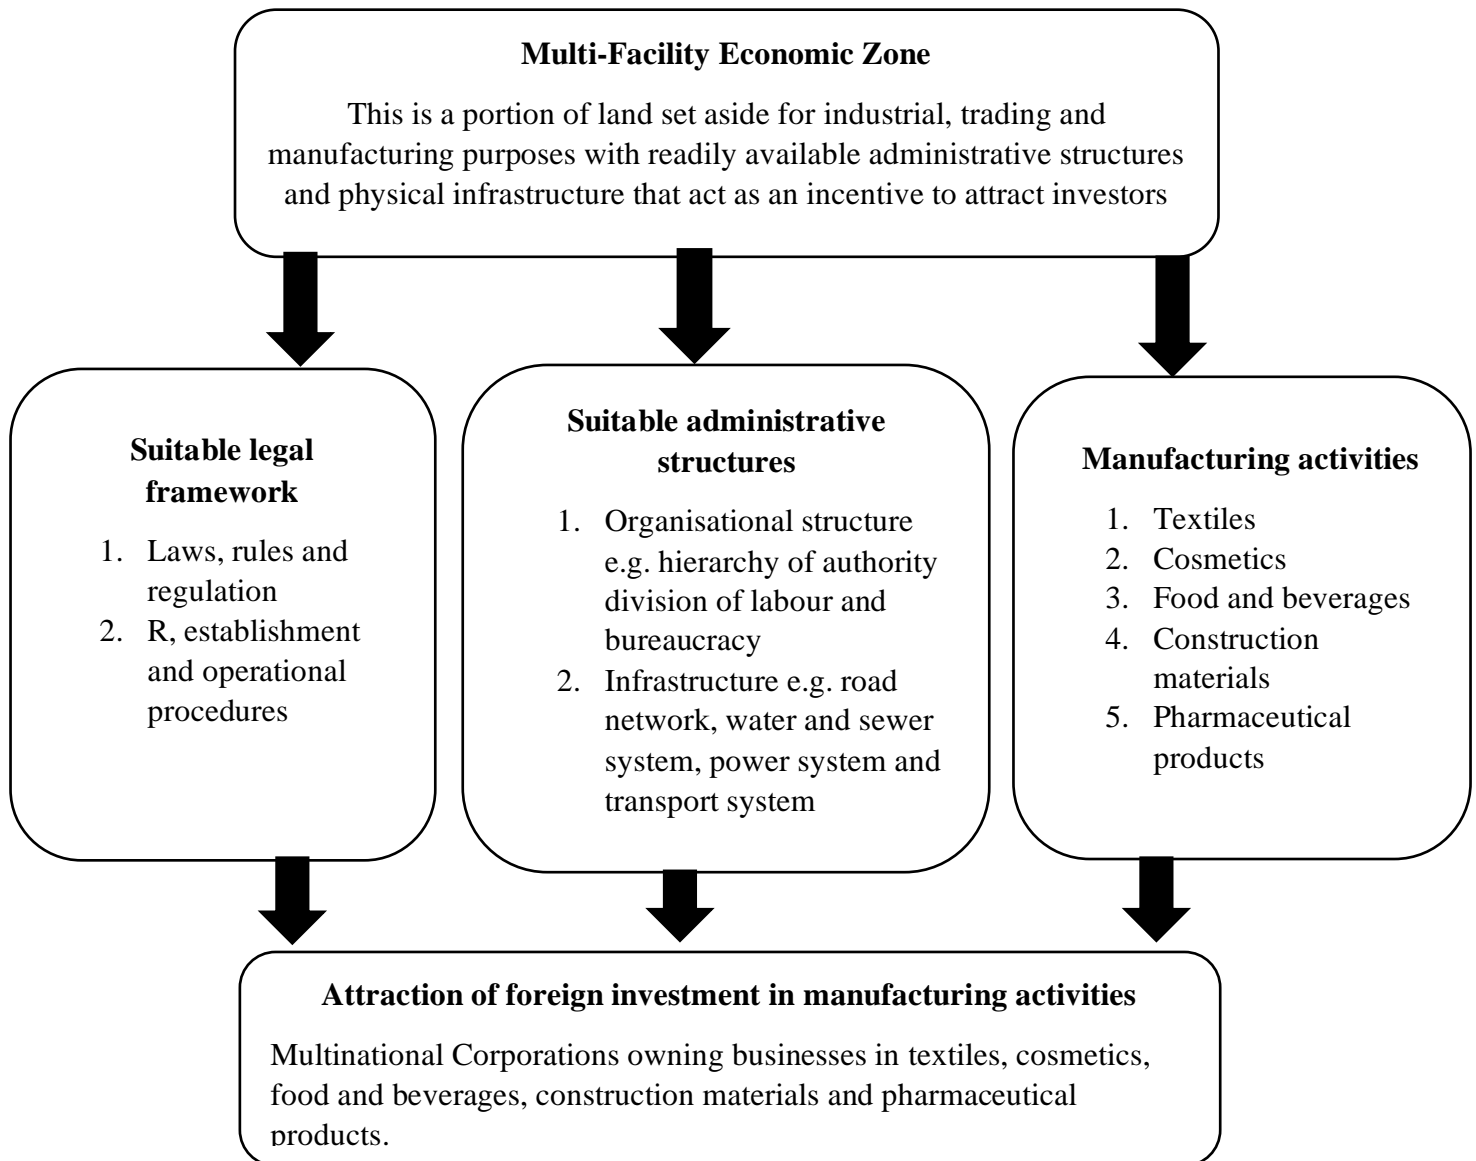 Multi-Facility Economic Zone
This is a portion of land set aside for industrial, trading and
manufacturing purposes with readily available administrative structures
and physical infrastructure that act as an incentive to attract investors
Suitable legal
framework
1. Laws, rules and
regulation
2. R, establishment
and operational
procedures
Suitable administrative
structures
1. Organisational structure
e.g. hierarchy of authority
division of labour and
bureaucracy
2. Infrastructure e.g. road
network, water and sewer
system, power system and
transport system
Manufacturing activities
1. Textiles
2. Cosmetics
3. Food and beverages
4. Construction
materials
5. Pharmaceutical
products
Attraction of foreign investment in manufacturing activities
Multinational Corporations owning businesses in textiles, cosmetics,
food and beverages, construction materials and pharmaceutical
products.